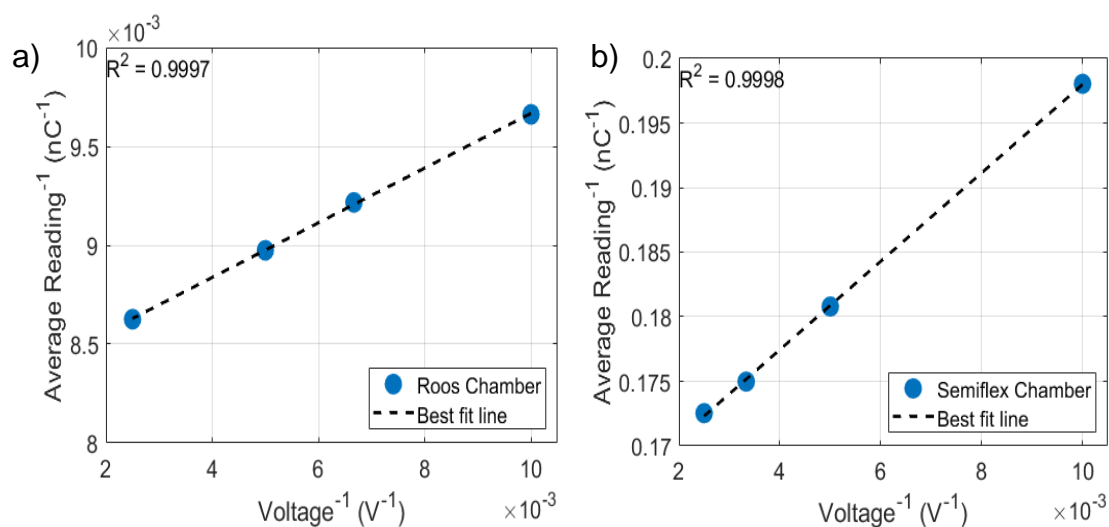 a)
×10⁻³
R² = 0.9997
10
9.5
9
8.5
8
Average Reading⁻¹ (nC⁻¹)
2
4
6
8
10
Voltage⁻¹ (V⁻¹)
×10⁻³
Roos Chamber
Best fit line
b)
R² = 0.9998
0.2
0.195
0.19
0.185
0.18
0.175
0.17
Average Reading⁻¹ (nC⁻¹)
2
4
6
8
10
Voltage⁻¹ (V⁻¹)
×10⁻³
Semiflex Chamber
Best fit line